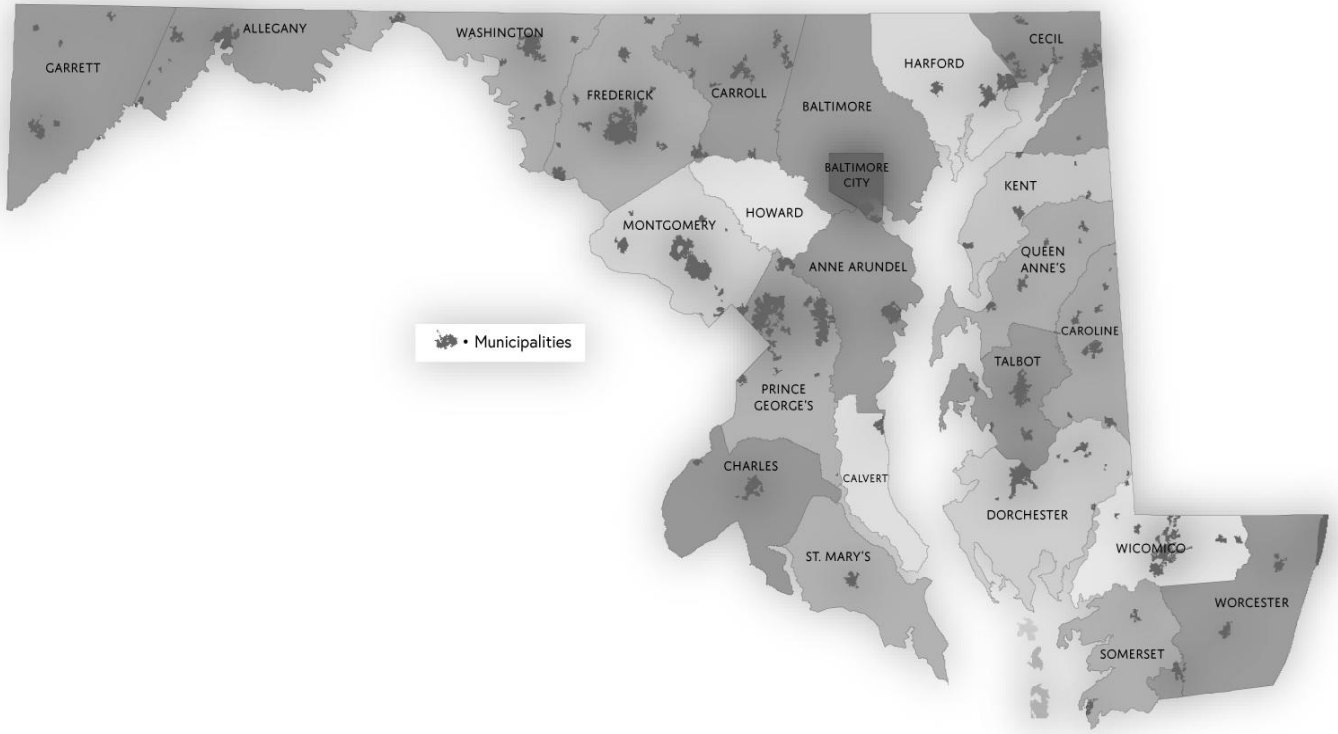 ALLEGANY
WASHINGTON
CECIL
GARRETT
HARFORD
FREDERICK
CARROLL
BALTIMORE
BALTIMORE
CITY
KENT
HOWARD
MONTGOMERY
QUEEN
ANNE'S
ANNE ARUNDEL
CAROLINE
• Municipalities
TALBOT
PRINCE
GEORGE'S
CHARLES
CALVERT
DORCHESTER
WICOMICO
ST. MARY'S
WORCESTER
SOMERSET